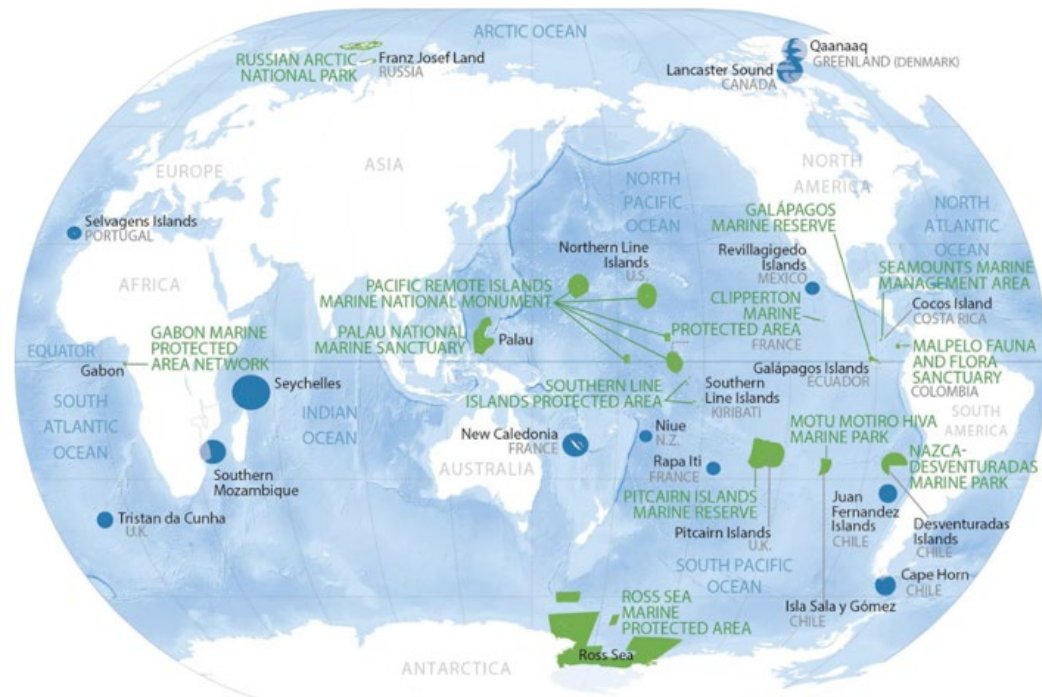 ARCTIC OCEAN
RUSSIAN ARCTIC
NATIONAL PARK
Franz Josef Land
RUSSIA
Qaanaaq
GREENLAND (DENMARK)
Lancaster Sound
CANADA
EUROPE
ASIA
NORTH
AMERICA
NORTH
PACIFIC
OCEAN
NORTH
ATLANTIC
OCEAN
Selvagens Islands
PORTUGAL
AFRICA
GALÁPAGOS
MARINE RESERVE
Northern Line
Islands
U.S.
Revillagigedo
Islands
MEXICO
SEAMOUNTS MARINE
MANAGEMENT AREA
Cocos Island
COSTA RICA
PACIFIC REMOTE ISLANDS
MARINE NATIONAL MONUMENT
CLIPPERTON
MARINE
PROTECTED AREA
FRANCE
PALAU NATIONAL
MARINE SANCTUARY
Palau
GABON MARINE
PROTECTED
AREA NETWORK
EQUATOR
Gabon
MALPELO FAUNA
AND FLORA
SANCTUARY
COLOMBIA
Galápagos Islands
ECUADOR
Seychelles
SOUTHERN LINE
ISLANDS PROTECTED AREA
Southern
Line Islands
KIRIBATI
SOUTH
ATLANTIC
OCEAN
INDIAN
OCEAN
SOUTH
AMERICA
New Caledonia
FRANCE
Niue
N.Z.
MOTU MOTIRO HIVA
MARINE PARK
AUSTRALIA
Rapa Iti
FRANCE
NAZCA-
DESVENTURADAS
MARINE PARK
Southern
Mozambique
PITCAIRN ISLANDS
MARINE RESERVE
Pitcairn Islands
U.K.
Juan
Fernandez
Islands
CHILE
Desventuradas
Islands
CHILE
Tristan da Cunha
U.K.
SOUTH PACIFIC
OCEAN
Cape Horn
CHILE
Isla Sala y Gómez
CHILE
ROSS SEA
MARINE
PROTECTED AREA
Ross Sea
ANTARCTICA